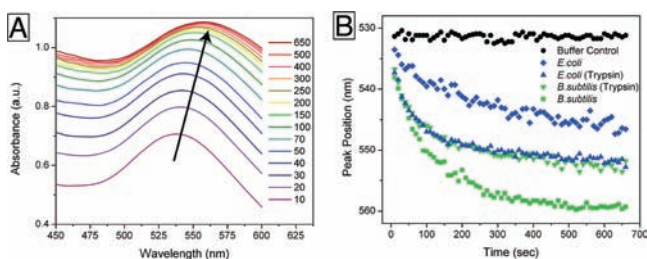 A
1.0
0.8
0.6
0.4
Absorbance (a.u.)
450 475 500 525 550 575 600 625
Wavelength (nm)
650
500
400
300
250
200
150
100
70
50
40
30
20
10
B
530
540
550
560
Peak Position (nm)
Buffer Control
E.coli
E.coli (Trypsin)
B.subtilis (Trypsin)
B.subtilis
0 100 200 300 400 500 600 700
Time (sec)